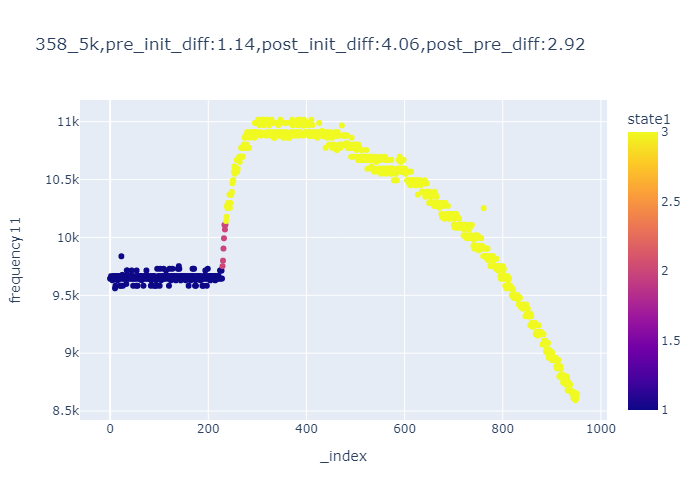 358_5k,pre_init_diff:1.14,post_init_diff:4.06,post_pre_diff:2.92
state1
3
2.5
2
1.5
1
11k
10.5k
10k
9.5k
9k
8.5k
frequency11
0
200
400
600
800
1000
_index